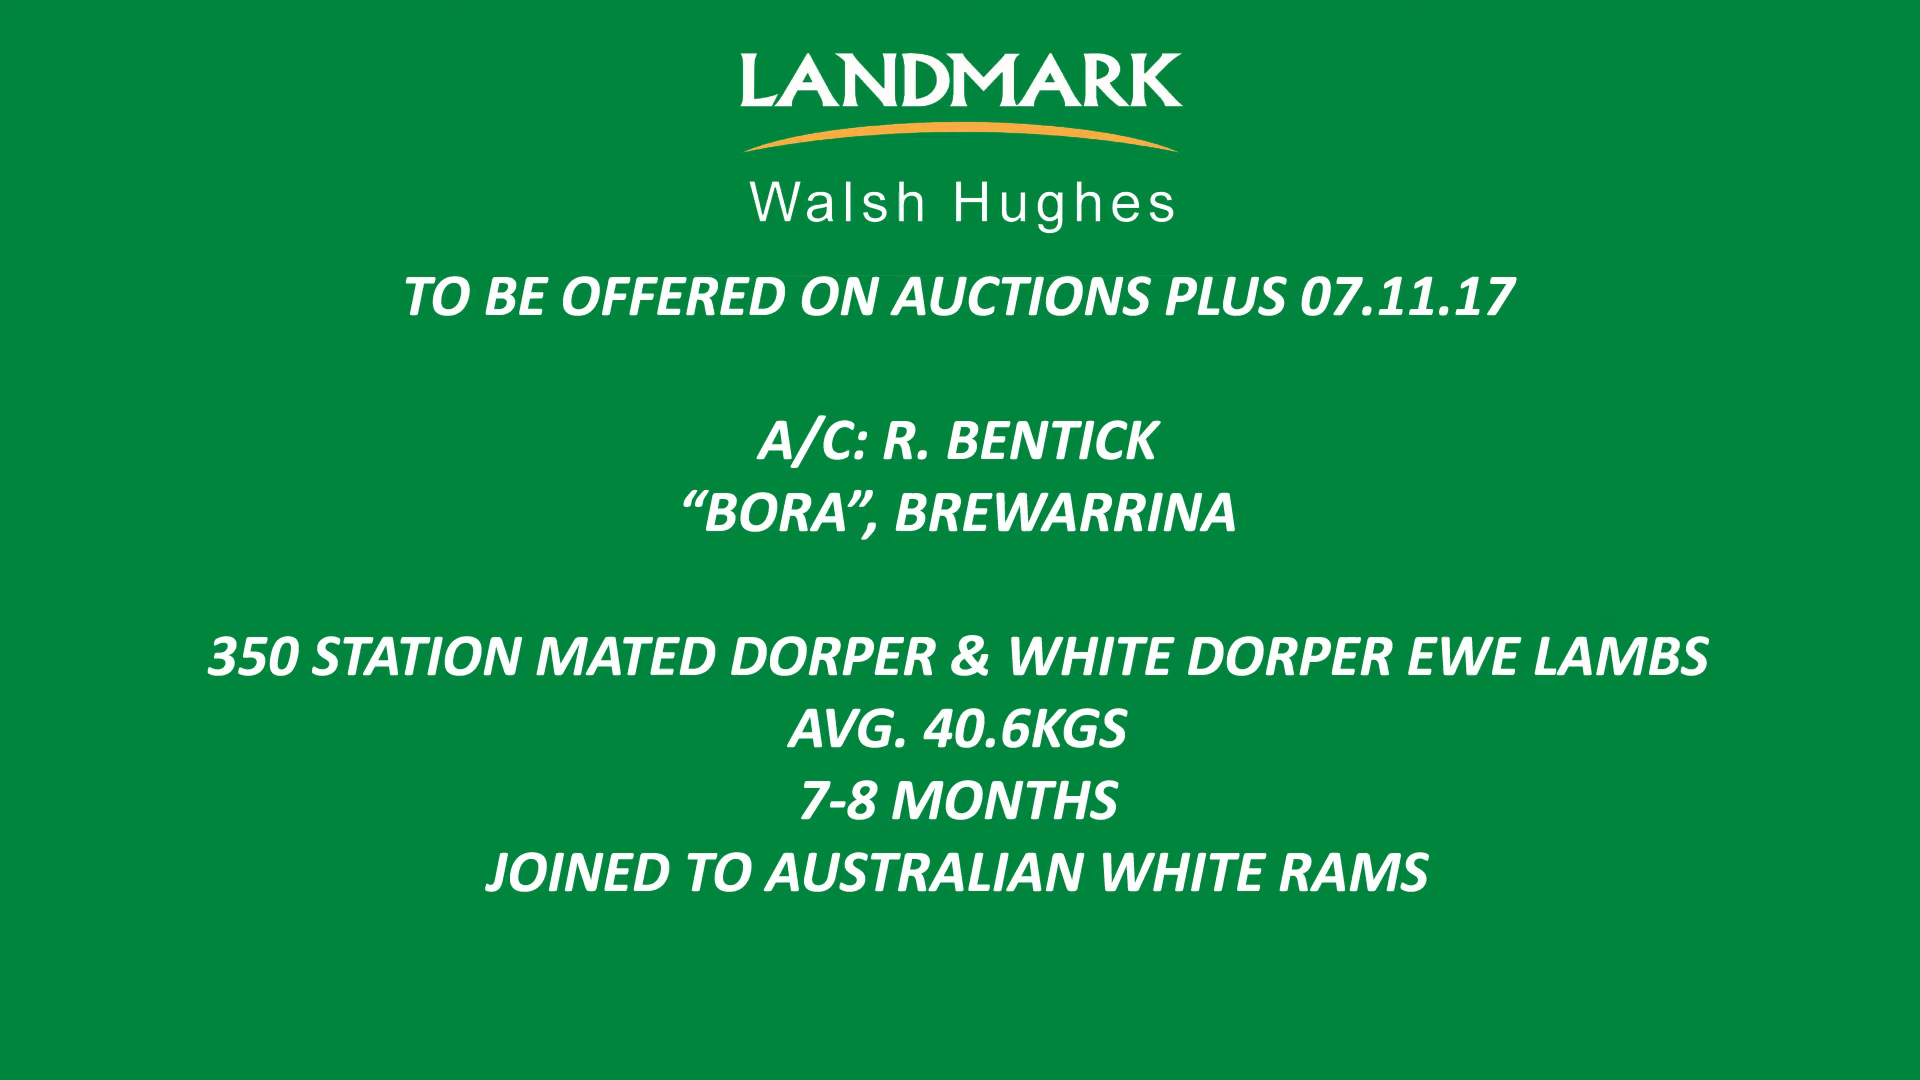 LANDMARK
Walsh Hughes
TO BE OFFERED ON AUCTIONS PLUS 07.11.17
A/C: R. BENTICK
“BORA”, BREWARRINA
350 STATION MATED DORPER & WHITE DORPER EWE LAMBS
AVG. 40.6KGS
7-8 MONTHS
JOINED TO AUSTRALIAN WHITE RAMS